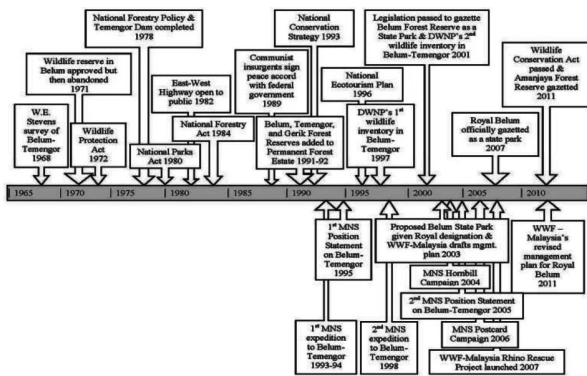 National Forestry Policy &
Temengor Dam completed
1978
National
Conservation
Strategy 1993
Legislation passed to gazette
Belum Forest Reserve as a
State Park & DWNP's 2nd
wildlife inventory in
Belum-Temengor 2001
Wildlife
Conservation Act
passed &
Amanjaya Forest
Reserve gazetted
2011
Wildlife reserve in
Belum approved but
then abandoned
1971
Communist
insurgents sign
peace accord with
federal government
1989
East-West
Highway open to
public 1982
National
Ecotourism Plan
1996
W.E.
Stevens
survey of
Belum-
Temengor
1968
Wildlife
Protection Act
1972
National Forestry
Act 1984
Belum, Temengor,
and Gerik Forest
Reserves added to
Permanent Forest
Estate 1991-92
DWNP's 1st
wildlife
inventory in
Belum-
Temengor
1997
Royal Belum
officially gazetted
as a state park
2007
National Parks
Act 1980
1965 1970 1975 1980 1985 1990 1995 2000 2005 2010
1st MNS
Position
Statement
on Belum-
Temengor
1995
Proposed Belum State Park
given Royal designation &
WWF-Malaysia drafts mgmt.
plan 2003
WWF –
Malaysia's
revised
management
plan for Royal
Belum
2011
MNS Hornbill
Campaign 2004
2nd MNS Position Statement
on Belum-Temengor 2005
1st MNS
expedition to
Belum-
Temengor
1993-94
2nd MNS
expedition
to Belum-
Temengor
1998
MNS Postcard
Campaign 2006
WWF-Malaysia Rhino Rescue
Project launched 2007